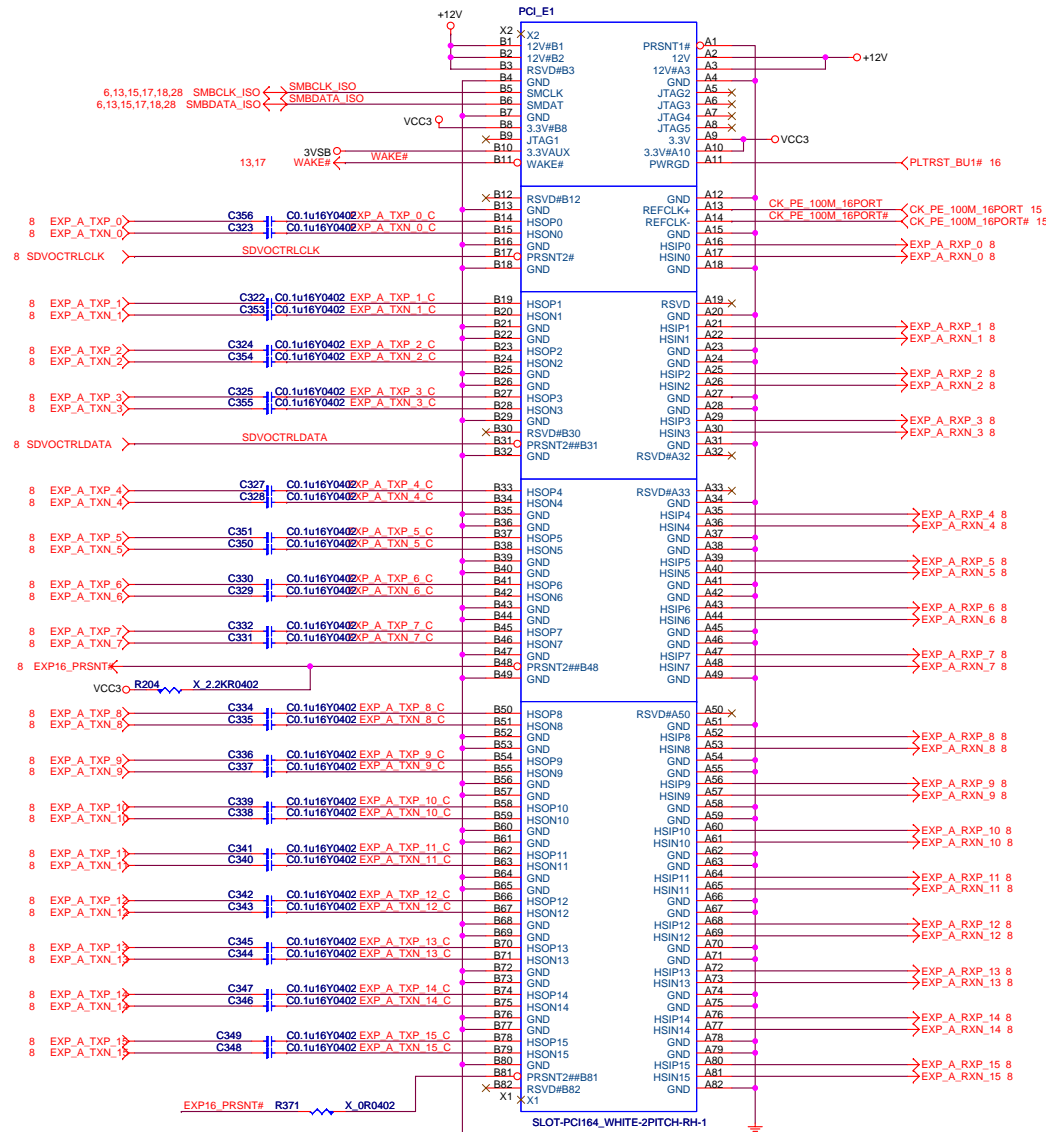 PCI_E1
+12V
X2 X2
B1 12V#B1 PRSNT1# A1
B2 12V#B2 12V A2 +12V
B3 RSVD#B3 12V#A3 A3
B4 GND GND A4
6,13,15,17,18,28 SMBCLK_ISO SMBCLK_ISO B5 SMCLK JTAG2 A5
6,13,15,17,18,28 SMBDATA_ISO SMBDATA_ISO B6 SMDAT JTAG3 A6
B7 GND JTAG4 A7
VCC3 B8 3.3V#B8 JTAG5 A8
B9 JTAG1 3.3V A9 VCC3
3VSB B10 3.3VAUX 3.3V#A10 A10
13,17 WAKE# WAKE# B11 WAKE# PWRGD A11 PLTRST_BU1# 16
B12 RSVD#B12 GND A12
B13 GND REFCLK+ A13 CK_PE_100M_16PORT CK_PE_100M_16PORT 15
8 EXP_A_TXP_0 C356 C0.1u16Y0402 EXP_A_TXP_0_C B14 HSOP0 REFCLK- A14 CK_PE_100M_16PORT# CK_PE_100M_16PORT# 15
8 EXP_A_TXN_0 C323 C0.1u16Y0402 EXP_A_TXN_0_C B15 HSON0 GND A15
B16 GND HSIP0 A16 EXP_A_RXP_0 8
8 SDVOCTRLCLK SDVOCTRLCLK B17 PRSNT2# HSIN0 A17 EXP_A_RXN_0 8
B18 GND GND A18
8 EXP_A_TXP_1 C322 C0.1u16Y0402 EXP_A_TXP_1_C B19 HSOP1 RSVD A19
8 EXP_A_TXN_1 C353 C0.1u16Y0402 EXP_A_TXN_1_C B20 HSON1 GND A20
B21 GND HSIP1 A21 EXP_A_RXP_1 8
B22 GND HSIN1 A22 EXP_A_RXN_1 8
8 EXP_A_TXP_2 C324 C0.1u16Y0402 EXP_A_TXP_2_C B23 HSOP2 GND A23
8 EXP_A_TXN_2 C354 C0.1u16Y0402 EXP_A_TXN_2_C B24 HSON2 GND A24
B25 GND HSIP2 A25 EXP_A_RXP_2 8
B26 GND HSIN2 A26 EXP_A_RXN_2 8
8 EXP_A_TXP_3 C325 C0.1u16Y0402 EXP_A_TXP_3_C B27 HSOP3 GND A27
8 EXP_A_TXN_3 C355 C0.1u16Y0402 EXP_A_TXN_3_C B28 HSON3 GND A28
B29 GND HSIP3 A29 EXP_A_RXP_3 8
B30 RSVD#B30 HSIN3 A30 EXP_A_RXN_3 8
8 SDVOCTRLDATA SDVOCTRLDATA B31 PRSNT2##B31 GND A31
B32 GND RSVD#A32 A32
8 EXP_A_TXP_4 C327 C0.1u16Y0402 EXP_A_TXP_4_C B33 HSOP4 RSVD#A33 A33
8 EXP_A_TXN_4 C328 C0.1u16Y0402 EXP_A_TXN_4_C B34 HSON4 GND A34
B35 GND HSIP4 A35 EXP_A_RXP_4 8
B36 GND HSIN4 A36 EXP_A_RXN_4 8
8 EXP_A_TXP_5 C351 C0.1u16Y0402 EXP_A_TXP_5_C B37 HSOP5 GND A37
8 EXP_A_TXN_5 C350 C0.1u16Y0402 EXP_A_TXN_5_C B38 HSON5 GND A38
B39 GND HSIP5 A39 EXP_A_RXP_5 8
B40 GND HSIN5 A40 EXP_A_RXN_5 8
8 EXP_A_TXP_6 C330 C0.1u16Y0402 EXP_A_TXP_6_C B41 HSOP6 GND A41
8 EXP_A_TXN_6 C329 C0.1u16Y0402 EXP_A_TXN_6_C B42 HSON6 GND A42
B43 GND HSIP6 A43 EXP_A_RXP_6 8
B44 GND HSIN6 A44 EXP_A_RXN_6 8
8 EXP_A_TXP_7 C332 C0.1u16Y0402 EXP_A_TXP_7_C B45 HSOP7 GND A45
8 EXP_A_TXN_7 C331 C0.1u16Y0402 EXP_A_TXN_7_C B46 HSON7 GND A46
B47 GND HSIP7 A47 EXP_A_RXP_7 8
8 EXP16_PRSNT# B48 PRSNT2##B48 HSIN7 A48 EXP_A_RXN_7 8
B49 GND GND A49
VCC3 R204 X_2.2KR0402
8 EXP_A_TXP_8 C334 C0.1u16Y0402 EXP_A_TXP_8_C B50 HSOP8 RSVD#A50 A50
8 EXP_A_TXN_8 C335 C0.1u16Y0402 EXP_A_TXN_8_C B51 HSON8 GND A51
B52 GND HSIP8 A52 EXP_A_RXP_8 8
B53 GND HSIN8 A53 EXP_A_RXN_8 8
8 EXP_A_TXP_9 C336 C0.1u16Y0402 EXP_A_TXP_9_C B54 HSOP9 GND A54
8 EXP_A_TXN_9 C337 C0.1u16Y0402 EXP_A_TXN_9_C B55 HSON9 GND A55
B56 GND HSIP9 A56 EXP_A_RXP_9 8
B57 GND HSIN9 A57 EXP_A_RXN_9 8
8 EXP_A_TXP_10 C339 C0.1u16Y0402 EXP_A_TXP_10_C B58 HSOP10 GND A58
8 EXP_A_TXN_10 C338 C0.1u16Y0402 EXP_A_TXN_10_C B59 HSON10 GND A59
B60 GND HSIP10 A60 EXP_A_RXP_10 8
B61 GND HSIN10 A61 EXP_A_RXN_10 8
8 EXP_A_TXP_11 C341 C0.1u16Y0402 EXP_A_TXP_11_C B62 HSOP11 GND A62
8 EXP_A_TXN_11 C340 C0.1u16Y0402 EXP_A_TXN_11_C B63 HSON11 GND A63
B64 GND HSIP11 A64 EXP_A_RXP_11 8
B65 GND HSIN11 A65 EXP_A_RXN_11 8
8 EXP_A_TXP_12 C342 C0.1u16Y0402 EXP_A_TXP_12_C B66 HSOP12 GND A66
8 EXP_A_TXN_12 C343 C0.1u16Y0402 EXP_A_TXN_12_C B67 HSON12 GND A67
B68 GND HSIP12 A68 EXP_A_RXP_12 8
B69 GND HSIN12 A69 EXP_A_RXN_12 8
8 EXP_A_TXP_13 C345 C0.1u16Y0402 EXP_A_TXP_13_C B70 HSOP13 GND A70
8 EXP_A_TXN_13 C344 C0.1u16Y0402 EXP_A_TXN_13_C B71 HSON13 GND A71
B72 GND HSIP13 A72 EXP_A_RXP_13 8
B73 GND HSIN13 A73 EXP_A_RXN_13 8
8 EXP_A_TXP_14 C347 C0.1u16Y0402 EXP_A_TXP_14_C B74 HSOP14 GND A74
8 EXP_A_TXN_14 C346 C0.1u16Y0402 EXP_A_TXN_14_C B75 HSON14 GND A75
B76 GND HSIP14 A76 EXP_A_RXP_14 8
B77 GND HSIN14 A77 EXP_A_RXN_14 8
8 EXP_A_TXP_15 C349 C0.1u16Y0402 EXP_A_TXP_15_C B78 HSOP15 GND A78
8 EXP_A_TXN_15 C348 C0.1u16Y0402 EXP_A_TXN_15_C B79 HSON15 GND A79
B80 GND HSIP15 A80 EXP_A_RXP_15 8
B81 PRSNT2##B81 HSIN15 A81 EXP_A_RXN_15 8
B82 RSVD#B82 GND A82
X1 X1
EXP16_PRSNT# R371 X_0R0402
SLOT-PCI164_WHITE-2PITCH-RH-1